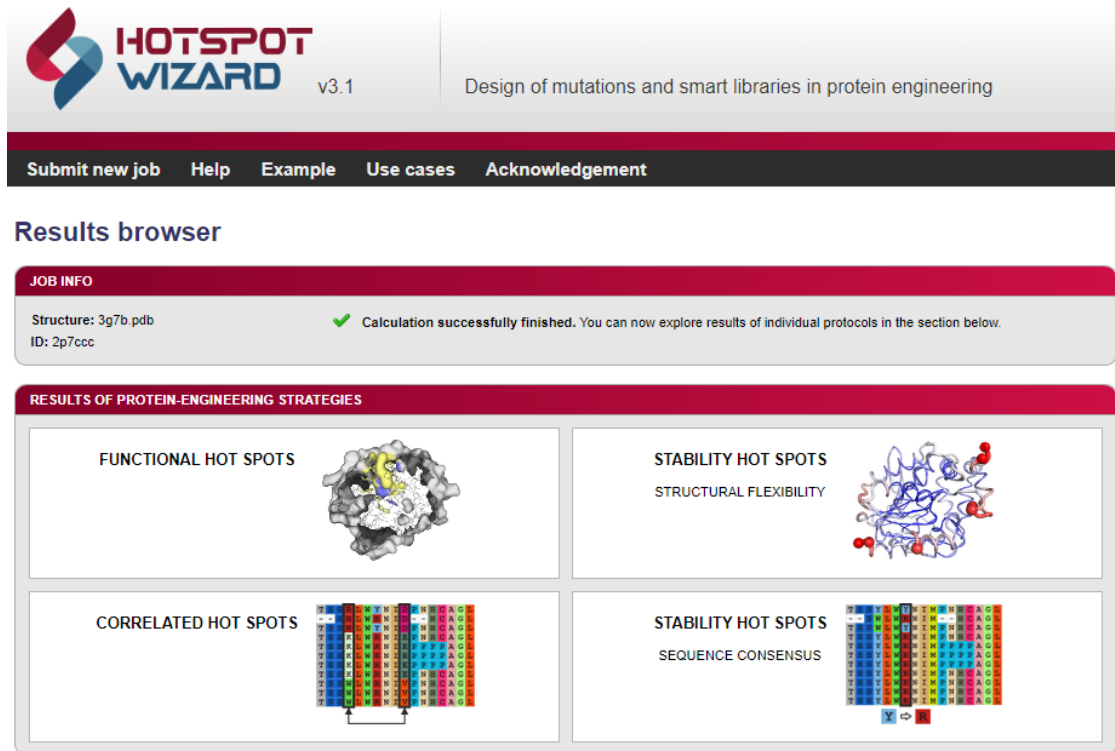 HOTSPOT
WIZARD v3.1
Design of mutations and smart libraries in protein engineering
Submit new job Help Example Use cases Acknowledgement
Results browser
JOB INFO
Structure: 3g7b.pdb
ID: 2p7ccc
Calculation successfully finished. You can now explore results of individual protocols in the section below.
RESULTS OF PROTEIN-ENGINEERING STRATEGIES
FUNCTIONAL HOT SPOTS
STABILITY HOT SPOTS
STRUCTURAL FLEXIBILITY
CORRELATED HOT SPOTS
STABILITY HOT SPOTS
SEQUENCE CONSENSUS
Y ⇨ R